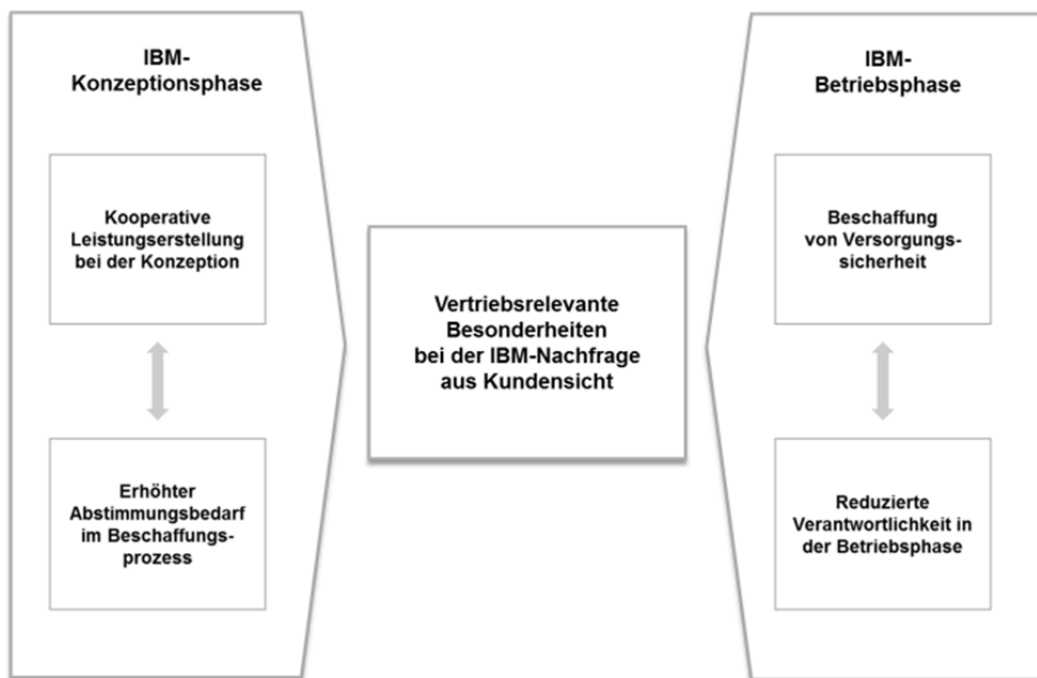 IBM-
Konzeptionsphase
Kooperative
Leistungserstellung
bei der Konzeption
Erhöhter
Abstimmungsbedarf
im Beschaffungs-
prozess
Vertriebsrelevante
Besonderheiten
bei der IBM-Nachfrage
aus Kundensicht
IBM-
Betriebsphase
Beschaffung
von Versorgungs-
sicherheit
Reduzierte
Verantwortlichkeit in
der Betriebsphase